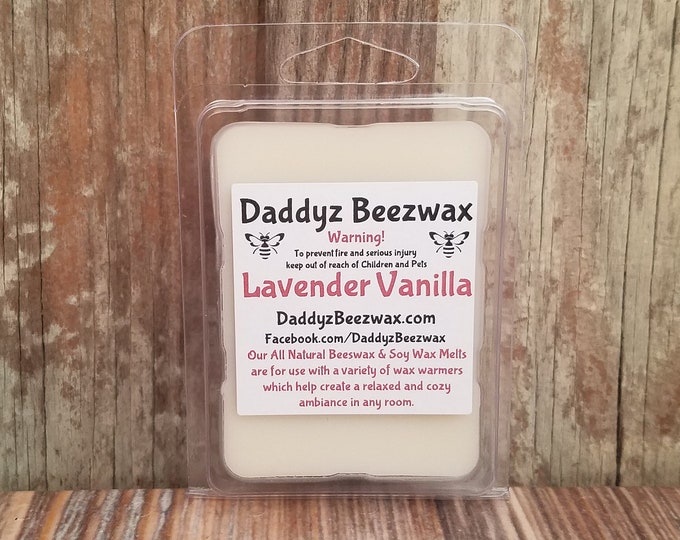 Daddyz Beezwax
Warning!
To prevent fire and serious injury
keep out of reach of Children and Pets
Lavender Vanilla
DaddyzBeezwax.com
Facebook.com/DaddyzBeezwax
Our All Natural Beeswax & Soy Wax Melts
are for use with a variety of wax warmers
which help create a relaxed and cozy
ambiance in any room.